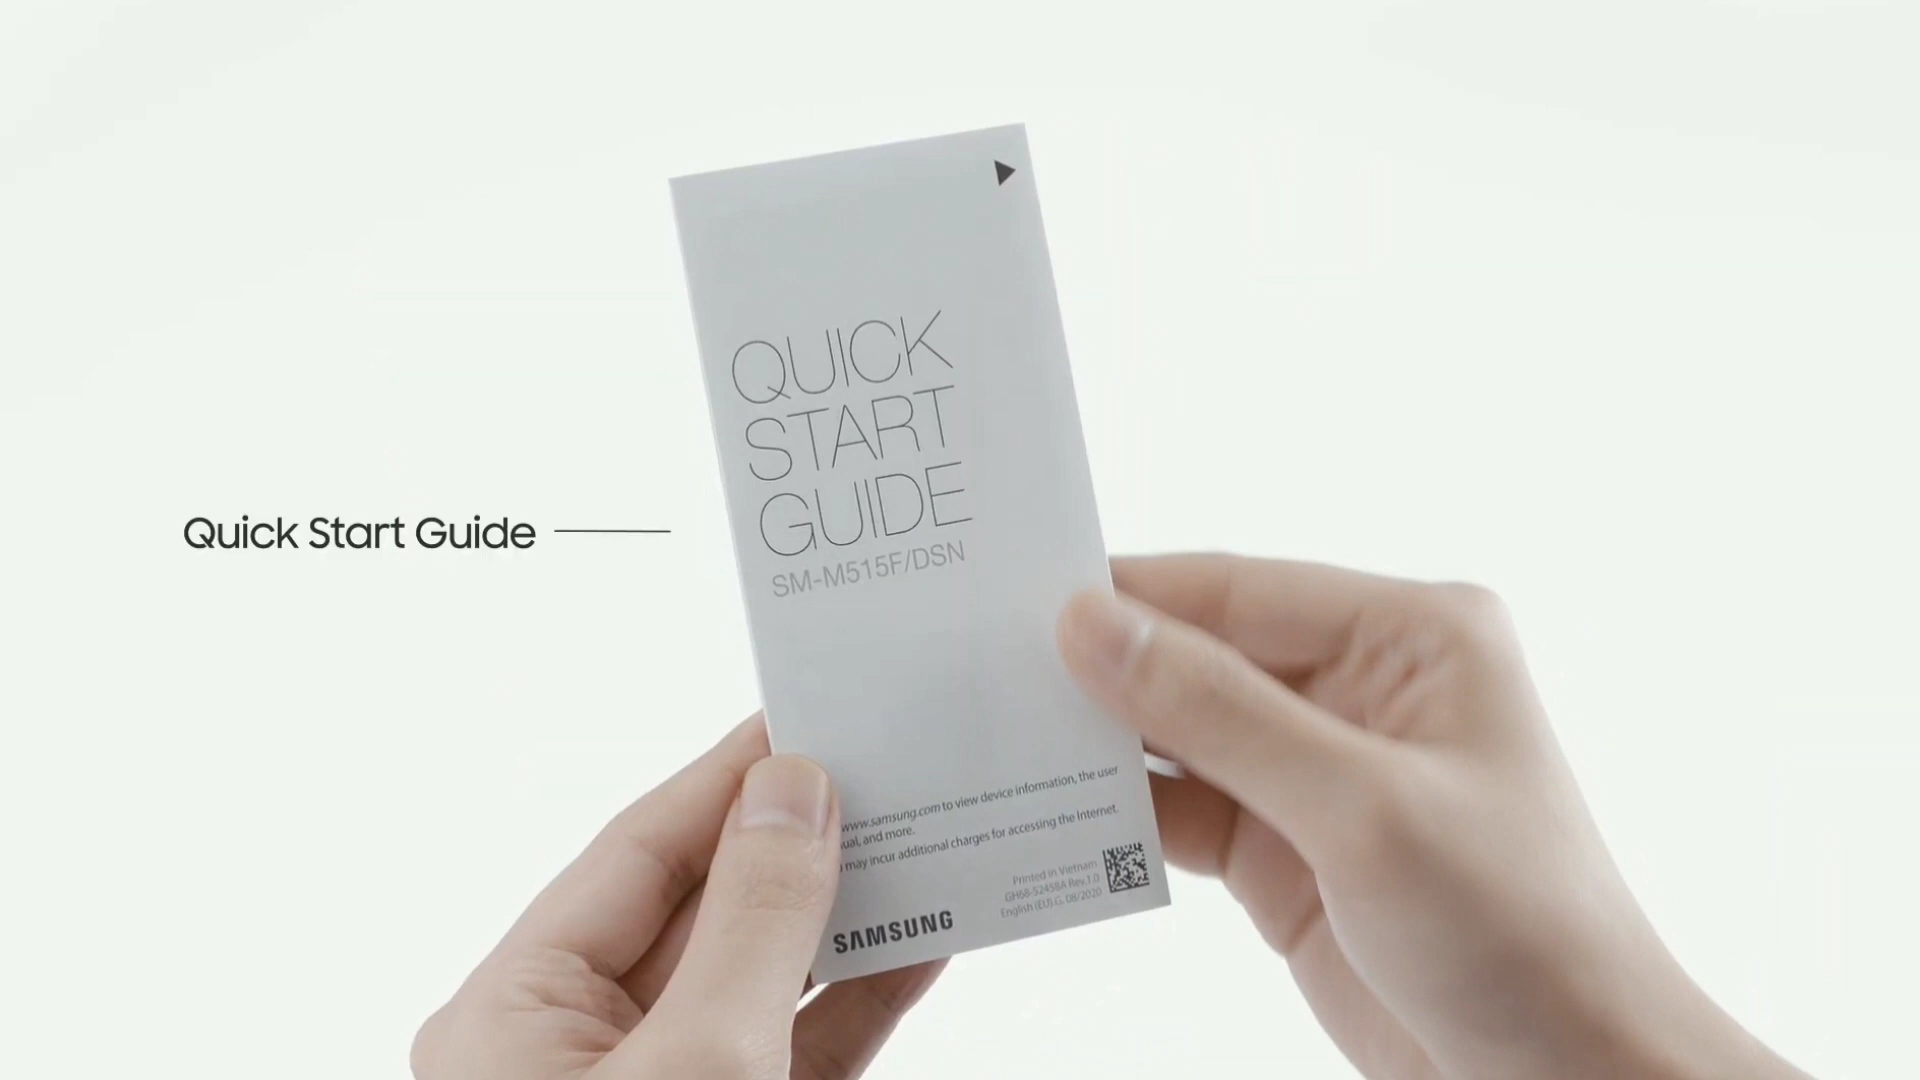 Quick Start Guide
QUICK
START
GUIDE
SM-M515F/DSN
www.samsung.com to view device information, the user
and more.
may incur additional charges for accessing the Internet.
Printed in Vietnam
GH68-52458A Rev.1.0
English (EU).G. 08/2020
SAMSUNG